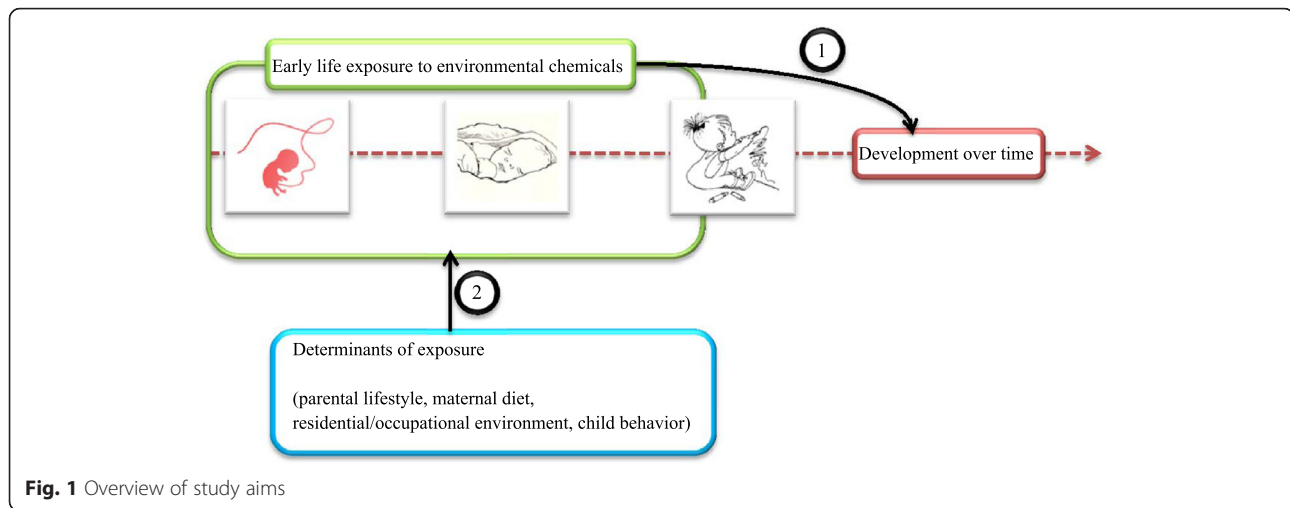 1
Early life exposure to environmental chemicals
Development over time
2
Determinants of exposure
(parental lifestyle, maternal diet,
residential/occupational environment, child behavior)
Fig. 1 Overview of study aims